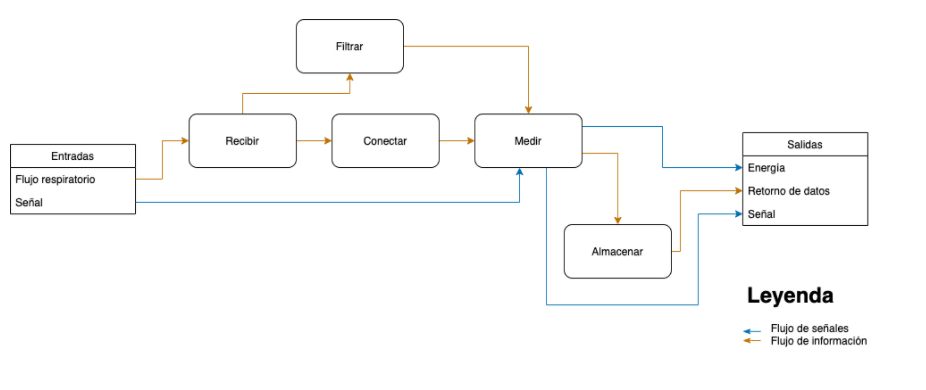 Filtrar
Recibir
Conectar
Medir
Entradas
Flujo respiratorio
Señal
Salidas
Energía
Retorno de datos
Señal
Almacenar
Leyenda
Flujo de señales
Flujo de información